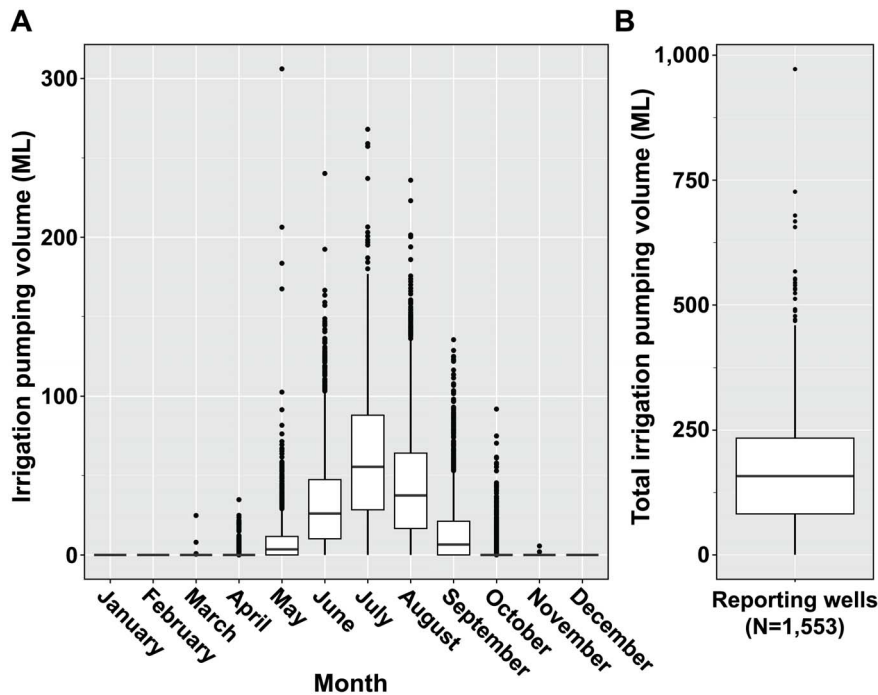 A
Irrigation pumping volume (ML)
300
200
100
0
January
February
March
April
May
June
July
August
September
October
November
December
Month
B
Total irrigation pumping volume (ML)
1,000
750
500
250
0
Reporting wells
(N=1,553)